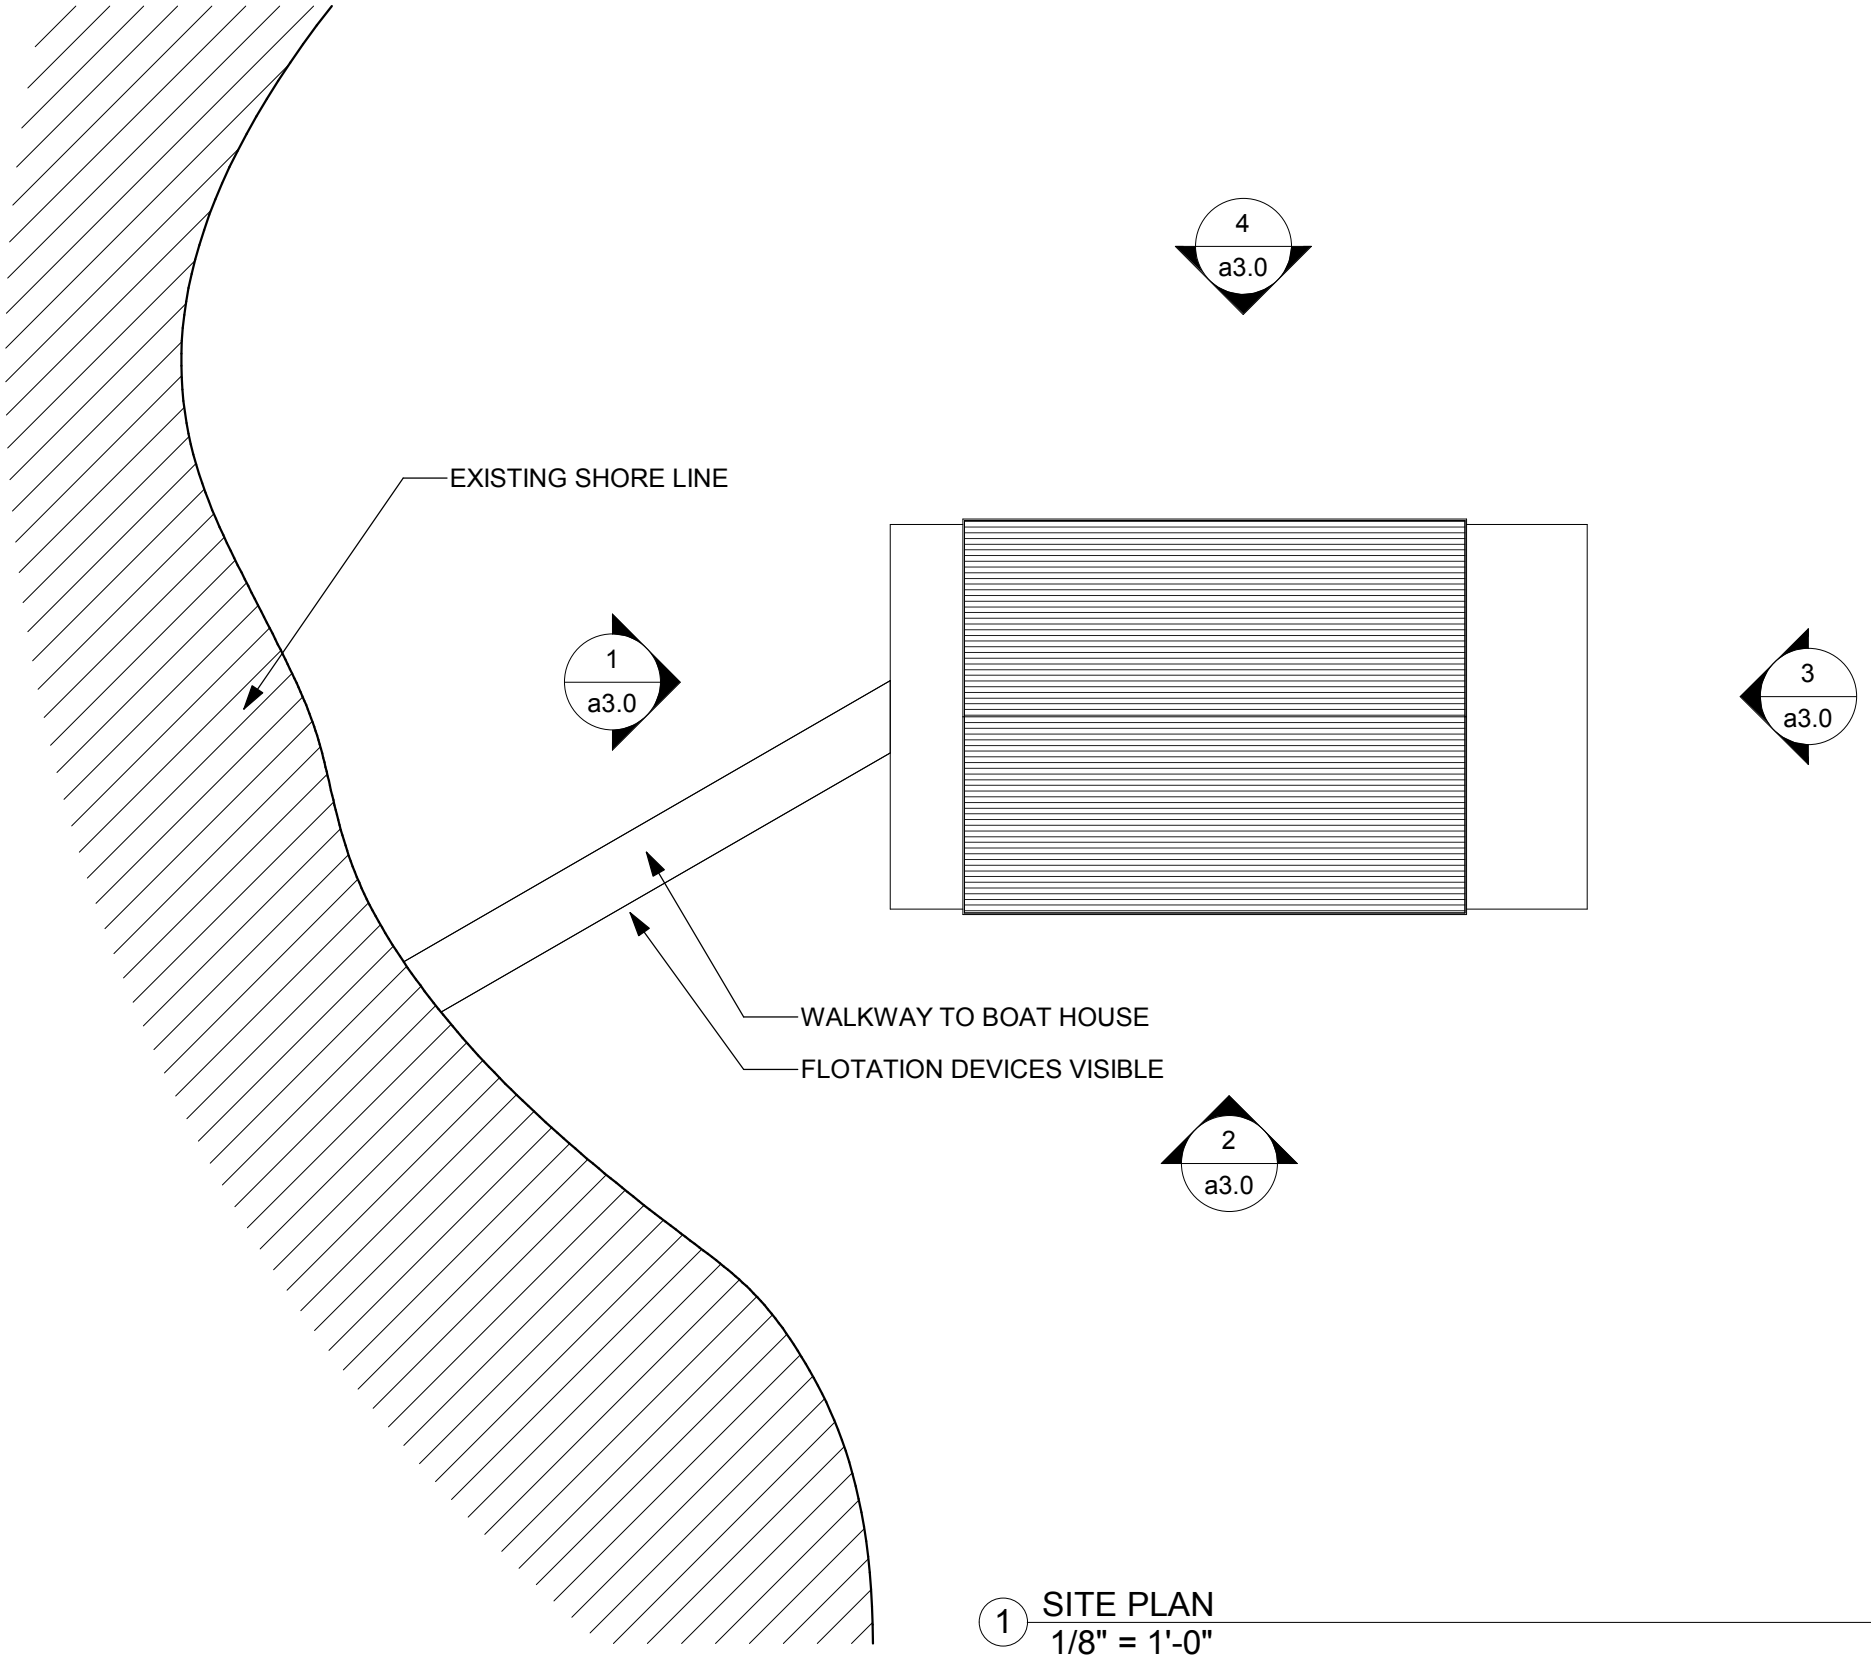 4
a3.0
EXISTING SHORE LINE
1
a3.0
3
a3.0
WALKWAY TO BOAT HOUSE
FLOTATION DEVICES VISIBLE
2
a3.0
1
SITE PLAN
1/8" = 1'-0"